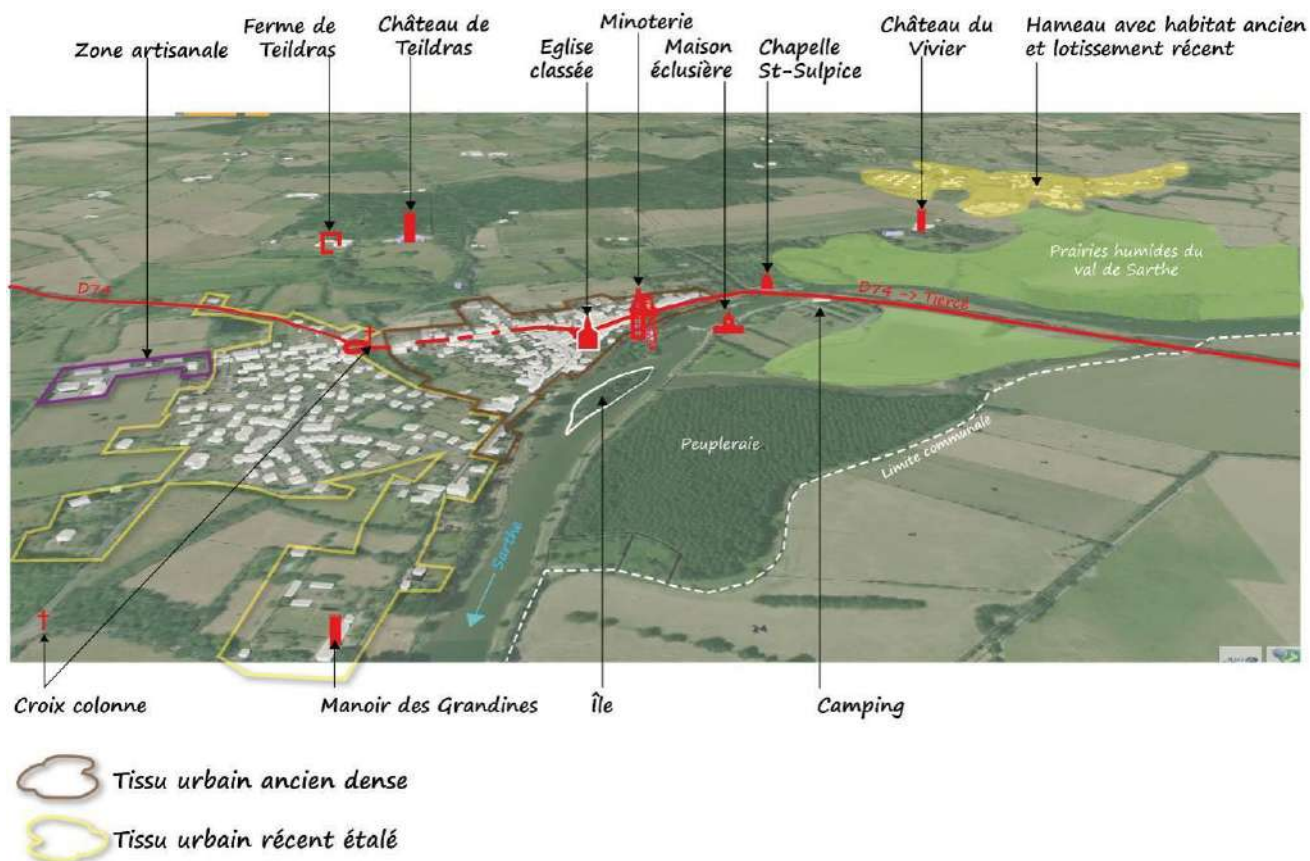 Zone artisanale
Ferme de
Teildras
Château de
Teildras
Eglise
classée
Minoterie
Maison
éclusière
Chapelle
St-Sulpice
Château du
Vivier
Hameau avec habitat ancien
et lotissement récent
Prairies humides du
val de Sarthe
D74
D74 -> Tiercé
Peupleraie
Limite communale
Sarthe
24
Croix colonne
Manoir des Grandines
Île
Camping
Tissu urbain ancien dense
Tissu urbain récent étalé